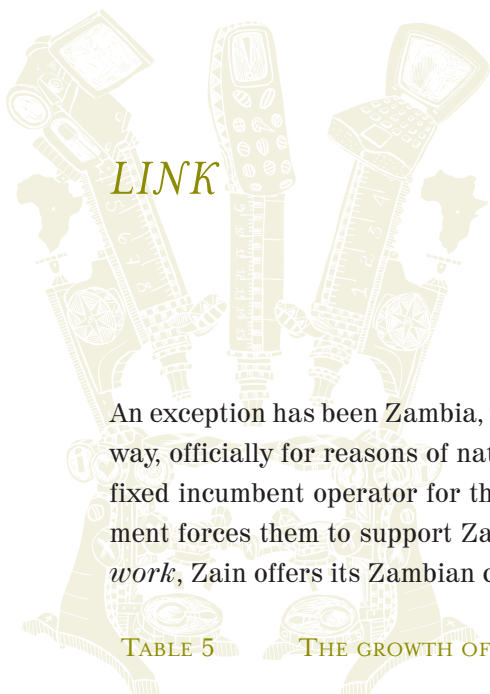 LINK
An exception has been Zambia,
way, officially for reasons of nat
fixed incumbent operator for th
ment forces them to support Za
work, Zain offers its Zambian c
TABLE 5 THE GROWTH OF